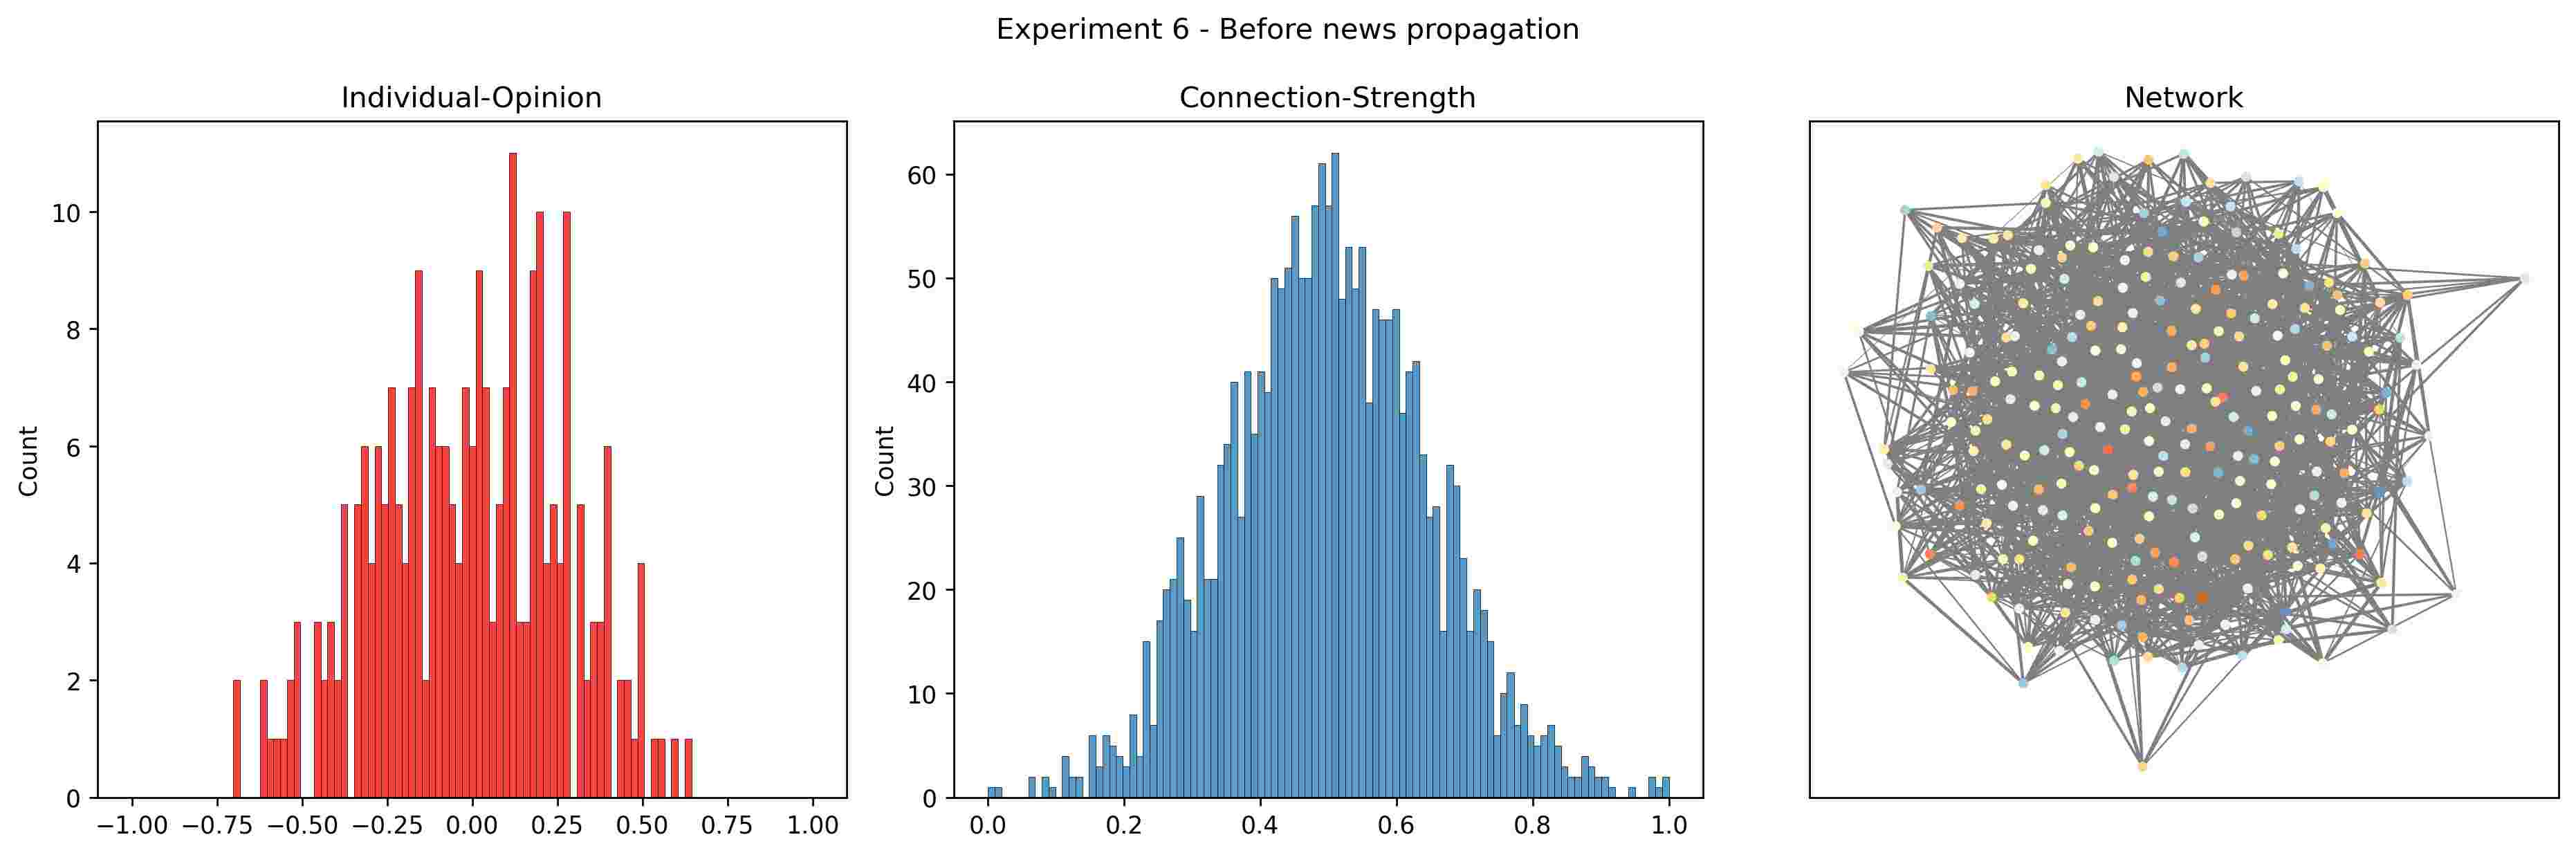 Experiment 6 - Before news propagation
Individual-Opinion
Count
10
8
6
4
2
0
−1.00 −0.75 −0.50 −0.25 0.00 0.25 0.50 0.75 1.00
Connection-Strength
Count
60
50
40
30
20
10
0
0.0 0.2 0.4 0.6 0.8 1.0
Network